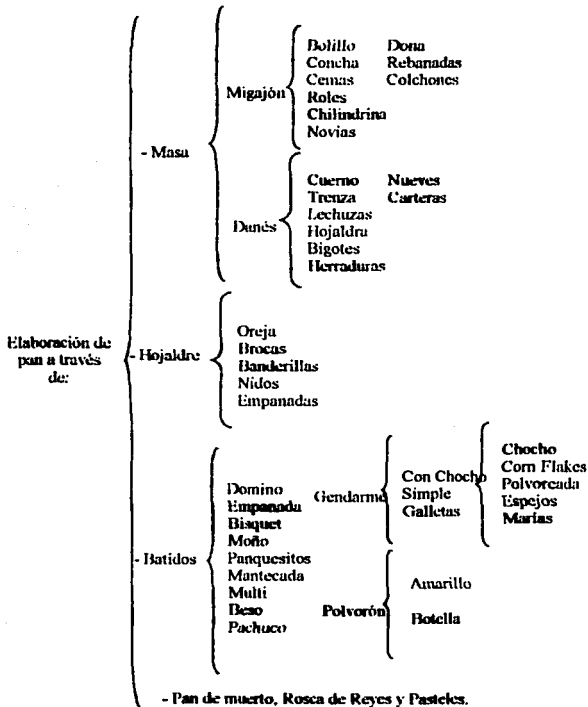 Elaboración de
pan a través
de:
- Masa
Migajón
Bolillo Dona
Concha Rebanadas
Cemas Colchones
Roles
Chilindrina
Novias
Danés
Cuerno Nueves
Trenza Carteras
Lechuzas
Hojaldra
Bigotes
Herraduras
- Hojaldre
Oreja
Brocas
Banderillas
Nidos
Empanadas
- Batidos
Domino
Empanada
Bisquet
Moño
Panquesitos
Mantecada
Multi
Beso
Pachuco
Gendarme
Con Chocho
Simple
Galletas
Chocho
Corn Flakes
Polvoreada
Espejos
Marías
Polvorón
Amarillo
Botella
- Pan de muerto, Rosca de Reyes y Pasteles.